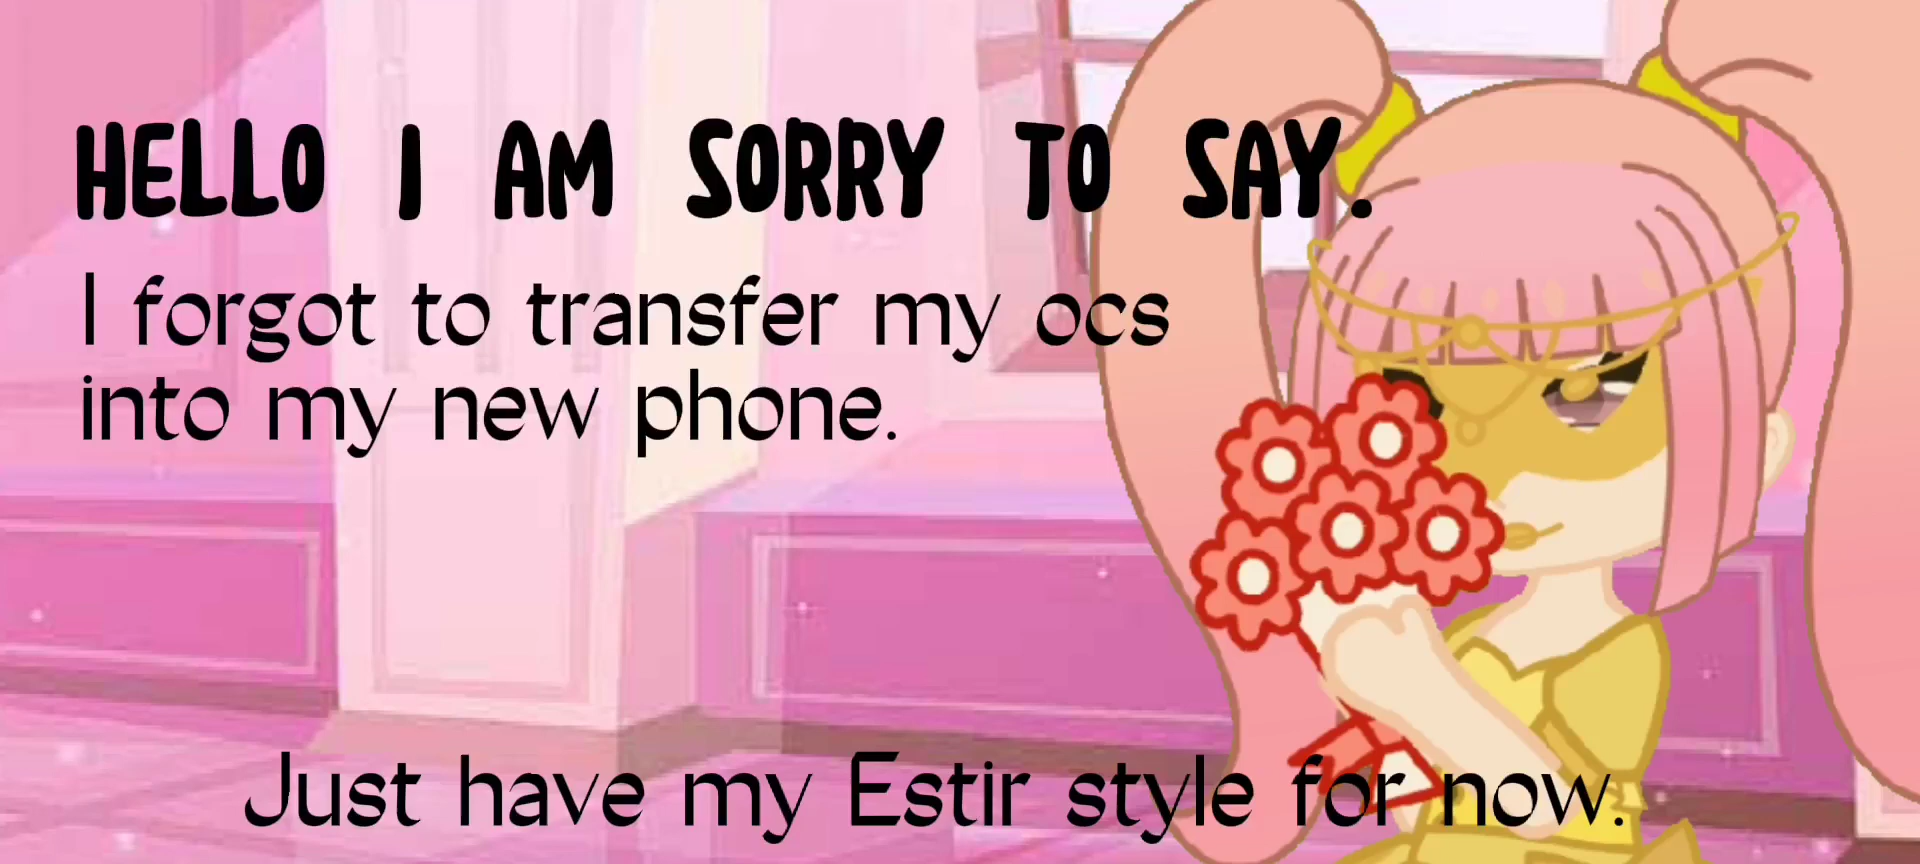 HELLO I AM SORRY TO SAY.
I forgot to transfer my ocs
into my new phone.
Just have my Estir style for now.